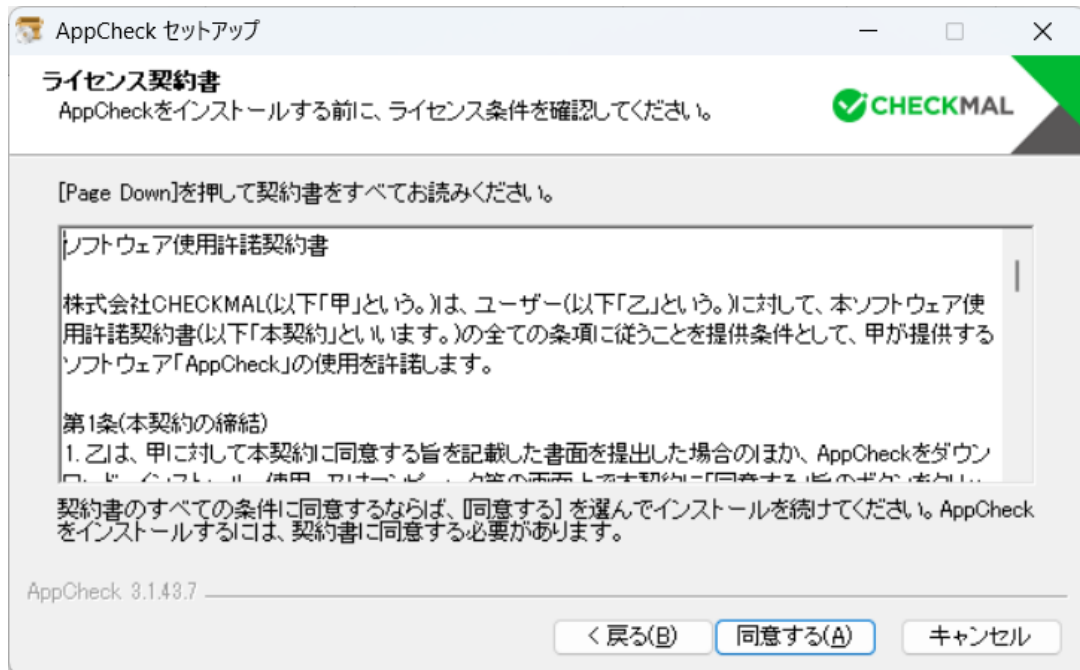 AppCheck セットアップ
ライセンス契約書
AppCheckをインストールする前に、ライセンス条件を確認してください。
CHECKMAL
[Page Down]を押して契約書をすべてお読みください。
ソフトウェア使用許諾契約書
株式会社CHECKMAL(以下「甲」という。)は、ユーザー(以下「乙」という。)に対して、本ソフトウェア使
用許諾契約書(以下「本契約」といいます。)の全ての条項に従うことを提供条件として、甲が提供する
ソフトウェア「AppCheck」の使用を許諾します。
第1条(本契約の締結)
1. 乙は、甲に対して本契約に同意する旨を記載した書面を提出した場合のほか、AppCheckをダウン
契約書のすべての条件に同意するならば、[同意する] を選んでインストールを続けてください。AppCheck
をインストールするには、契約書に同意する必要があります。
AppCheck 3.1.43.7
< 戻る(B)
同意する(A)
キャンセル